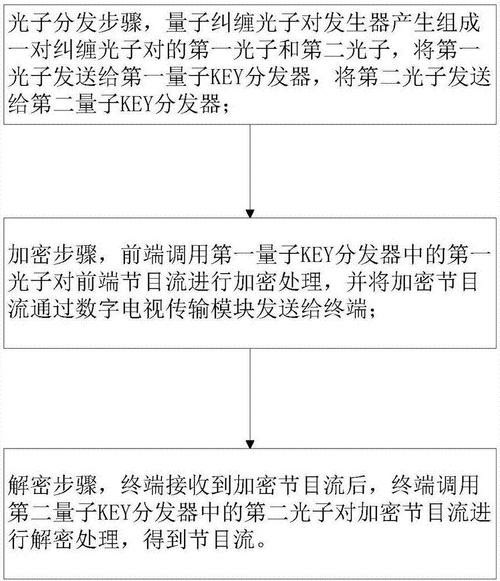 光子分发步骤，量子纠缠光子对发生器产生组成
一对纠缠光子对的第一光子和第二光子，将第一
光子发送给第一量子KEY分发器，将第二光子发送
给第二量子KEY分发器；
加密步骤，前端调用第一量子KEY分发器中的第一
光子对前端节目流进行加密处理，并将加密节目
流通过数字电视传输模块发送给终端；
解密步骤，终端接收到加密节目流后，终端调用
第二量子KEY分发器中的第二光子对加密节目流进
行解密处理，得到节目流。